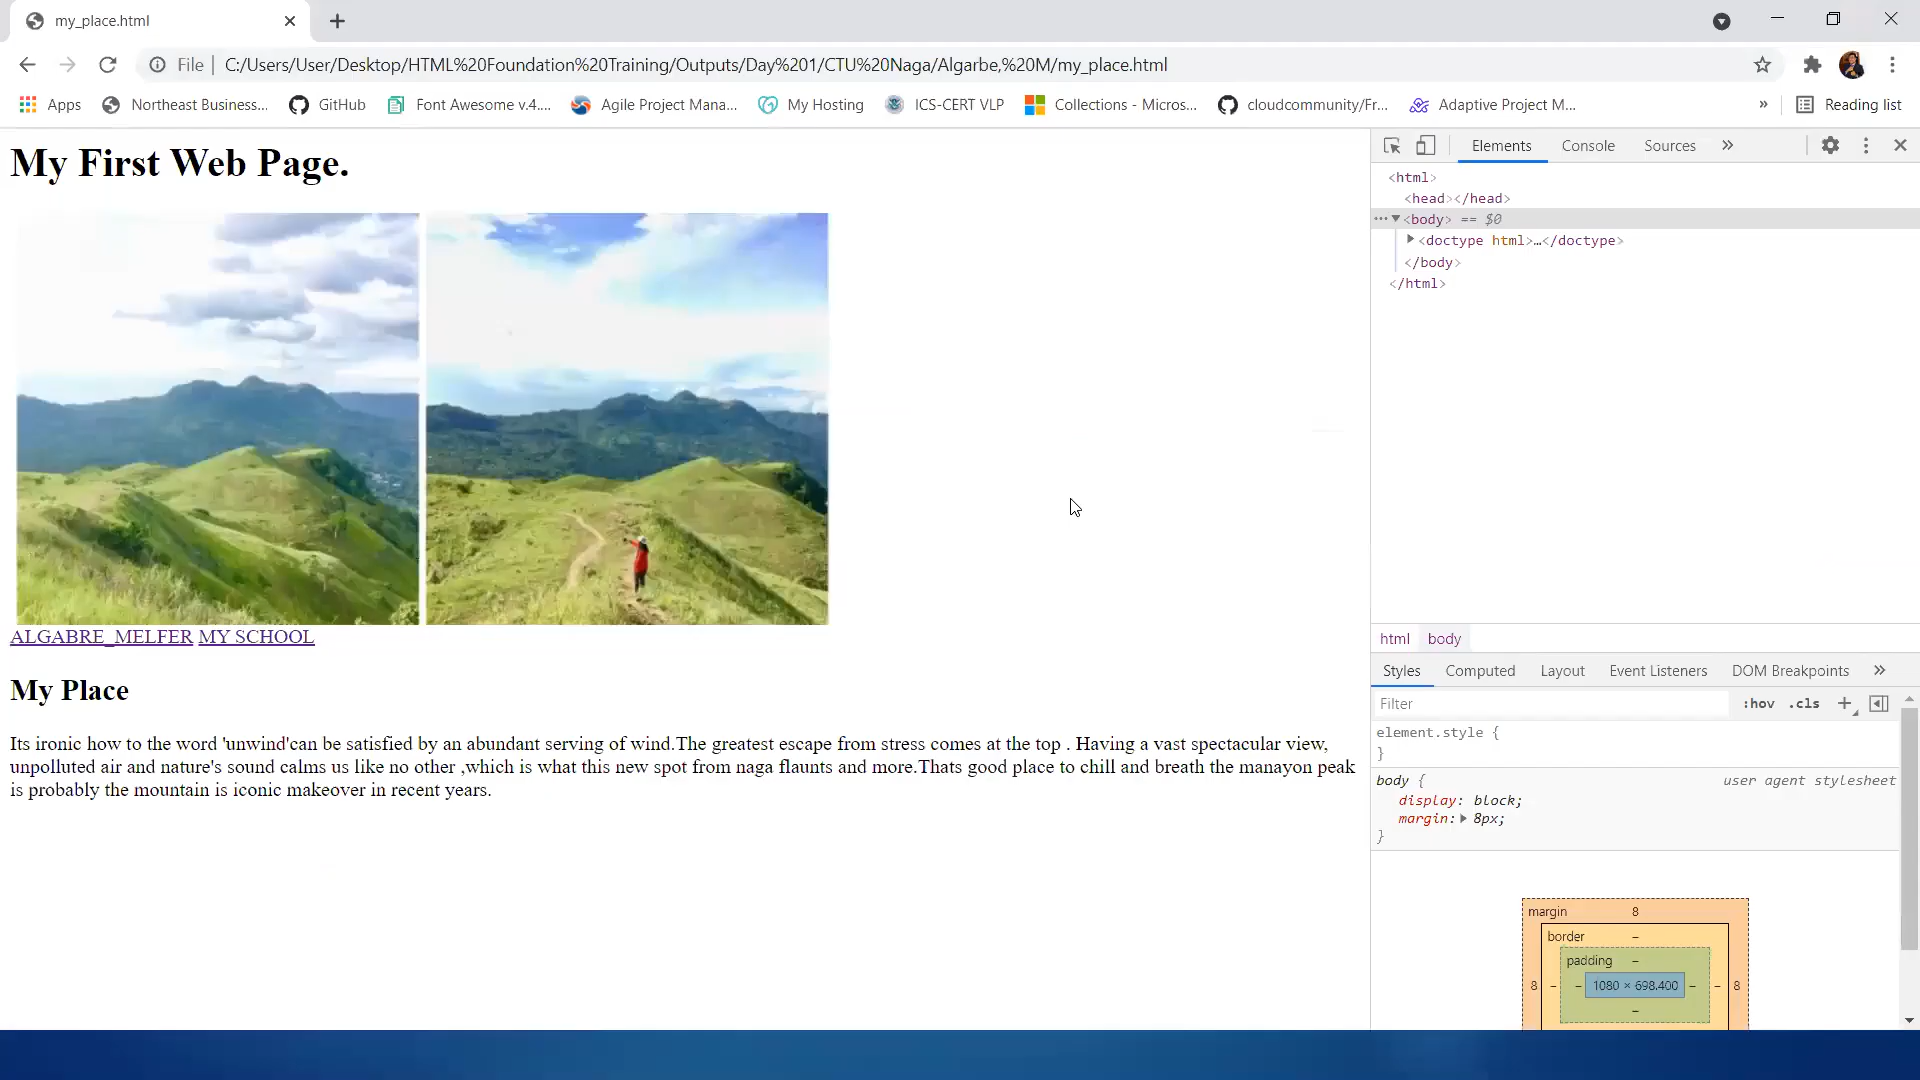 my_place.html
File | C:/Users/User/Desktop/HTML%20Foundation%20Training/Outputs/Day%201/CTU%20Naga/Algarbe,%20M/my_place.html
Apps Northeast Business... GitHub Font Awesome v.4.... Agile Project Mana... My Hosting ICS-CERT VLP Collections - Micros... cloudcommunity/Fr... Adaptive Project M... » Reading list
My First Web Page.
ALGABRE_MELFER MY SCHOOL
My Place
Its ironic how to the word 'unwind'can be satisfied by an abundant serving of wind.The greatest escape from stress comes at the top . Having a vast spectacular view,
unpolluted air and nature's sound calms us like no other ,which is what this new spot from naga flaunts and more.Thats good place to chill and breath the manayon peak
is probably the mountain is iconic makeover in recent years.
Elements Console Sources »
<html>
<head></head>
<body> == $0
<doctype html>…</doctype>
</body>
</html>
html body
Styles Computed Layout Event Listeners DOM Breakpoints »
Filter :hov .cls +
element.style {
}
body { user agent stylesheet
display: block;
margin: 8px;
}
margin 8
border –
padding –
8 – – 1080 × 698.400 – – 8
–